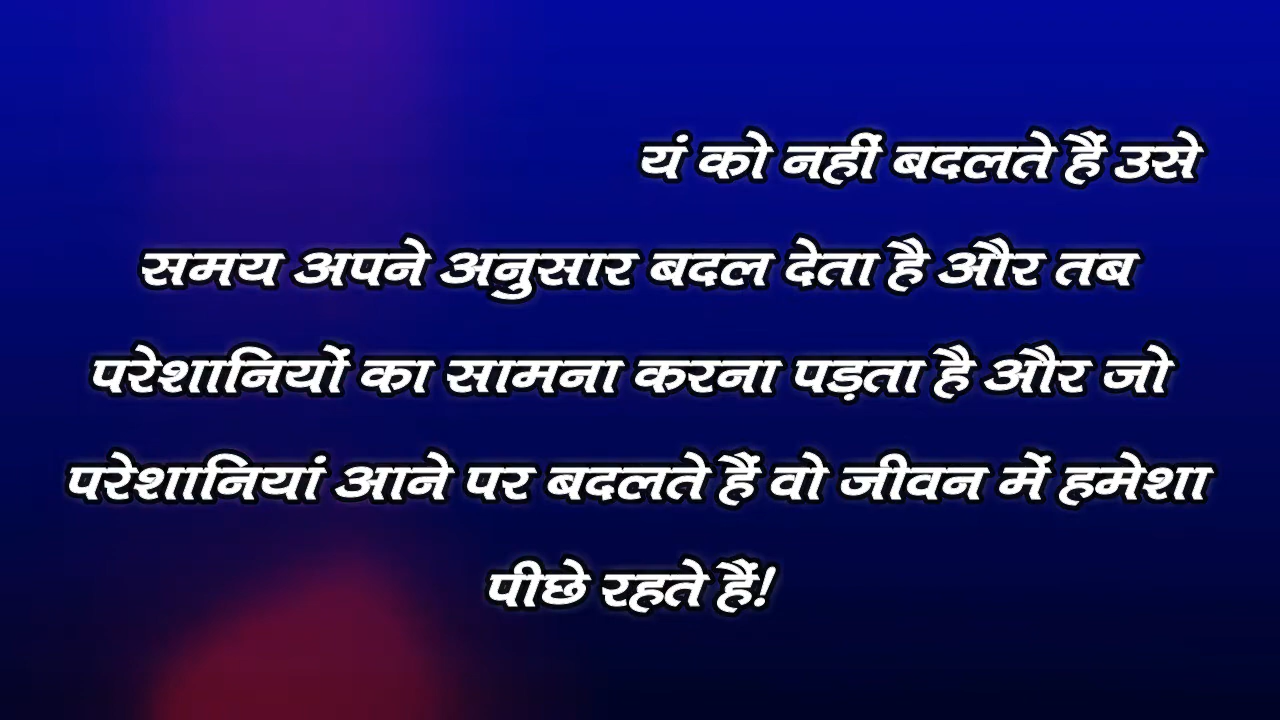 यं को नहीं बदलते हैं उसे
समय अपने अनुसार बदल देता है और तब
परेशानियों का सामना करना पड़ता है और जो
परेशानियां आने पर बदलते हैं वो जीवन में हमेशा
पीछे रहते हैं!